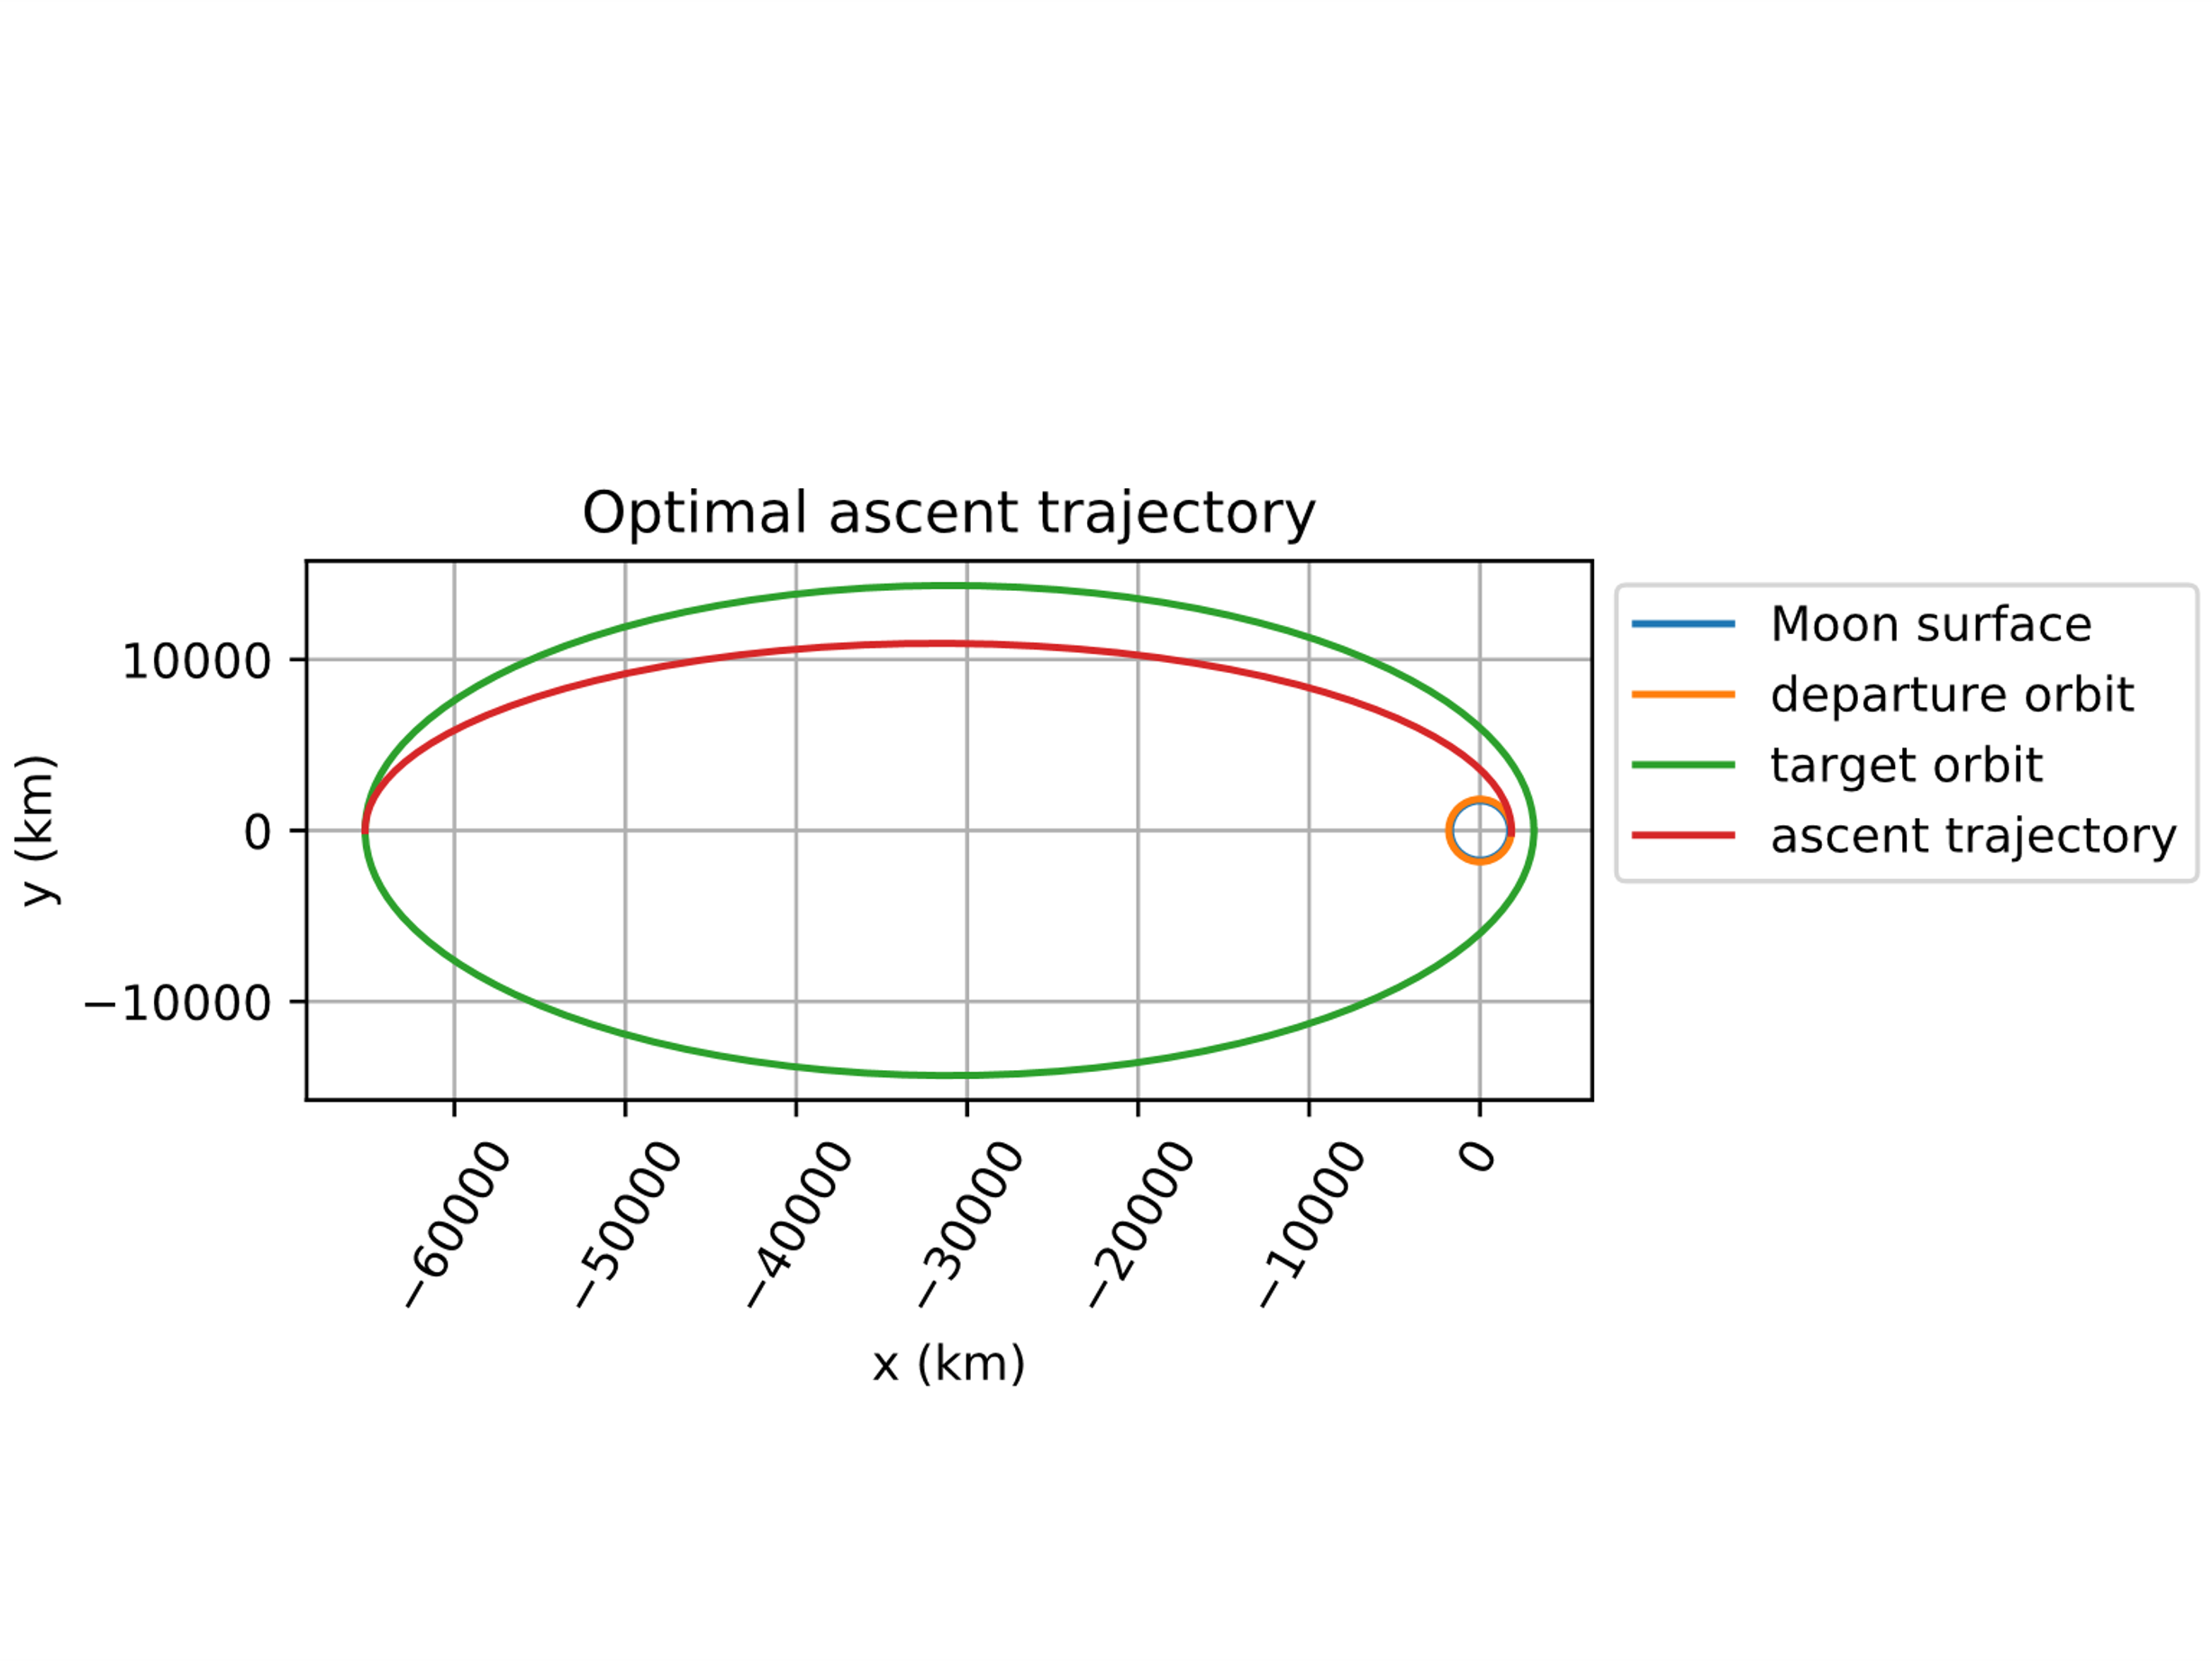 Optimal ascent trajectory
10000
0
−10000
y (km)
−60000
−50000
−40000
−30000
−20000
−10000
0
x (km)
Moon surface
departure orbit
target orbit
ascent trajectory